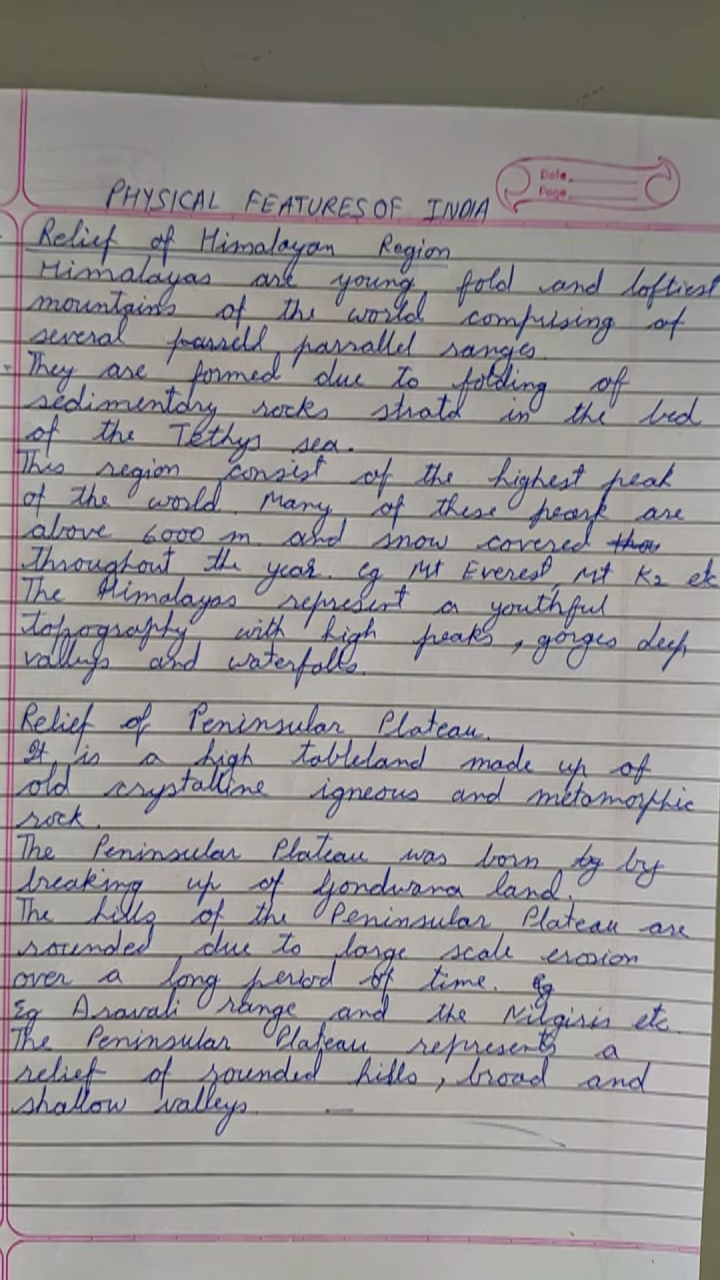 Date
Page
PHYSICAL FEATURES OF INDIA
Relief of Himalayan Region
Himalayas are young, fold and loftiest
mountains of the world comprising of
several parrallel ranges.
They are formed due to folding of
sedimentary rocks strata in the bed
of the Tethys sea.
This region consist of the highest peak
of the world. Many of these peark are
above 6000 m. and snow covered
throughout the year. eg Mt Everest, Mt K2 etc
The Himalayas represent a youthful
topography with high peaks, gorges deep
valleys and waterfalls.
Relief of Peninsular Plateau.
It is a high tableland made up of
old crystalline igneous and metamorphic
rock.
The Peninsular Plateau was born by by
breaking up of Gondwana land.
The hills of the Peninsular Plateau are
rounded due to large scale erosion
over a long period of time. Eg
Eg Aravali range and the Nilgiris etc.
The Peninsular Plateau represents a
relief of rounded hills, broad and
shallow valleys.